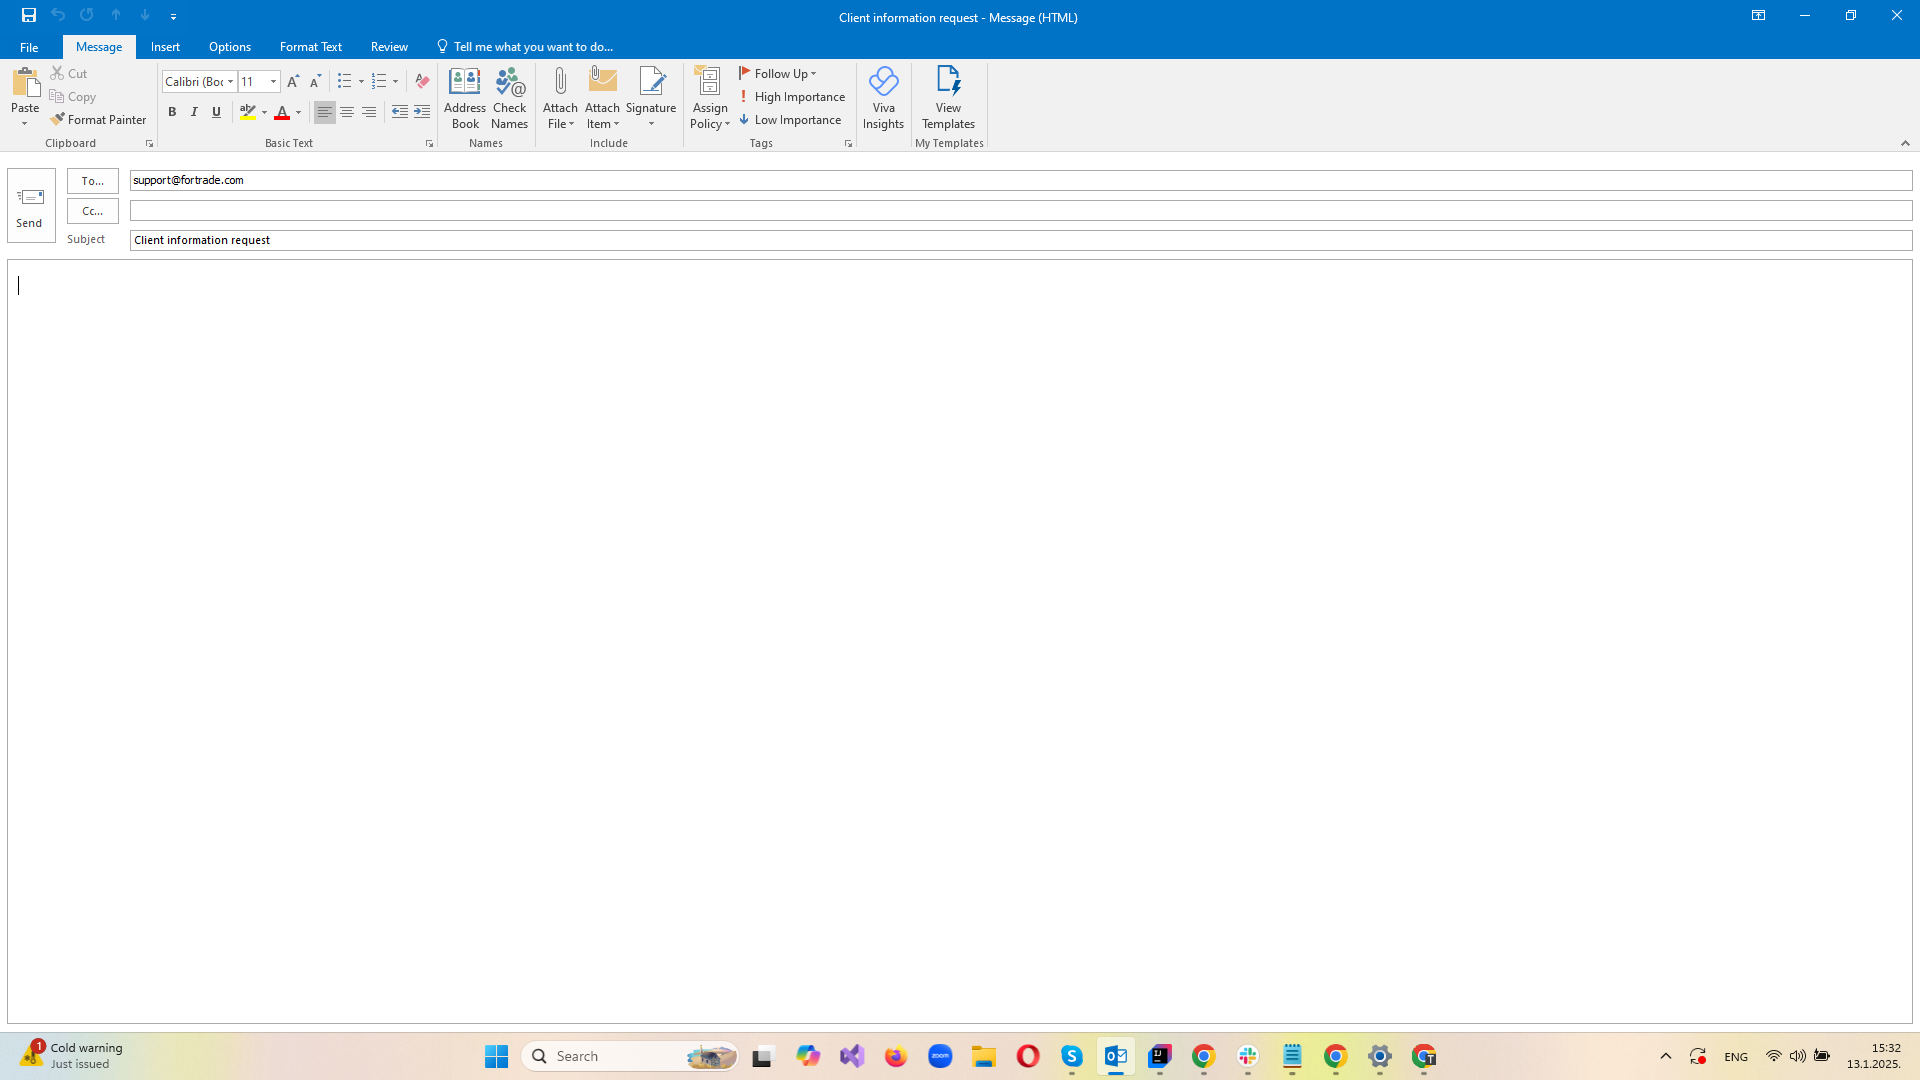 Client information request - Message (HTML)
File Message Insert Options Format Text Review Tell me what you want to do...
Paste
Cut
Copy
Format Painter
Clipboard
Calibri (Boc 11
Basic Text
Address Book
Check Names
Names
Attach File
Attach Item
Signature
Include
Assign Policy
Follow Up
High Importance
Low Importance
Tags
Viva Insights
View Templates
My Templates
Send
To... support@fortrade.com
Cc...
Subject Client information request
1
Cold warning
Just issued
Search
zoom
ENG
15:32
13.1.2025.